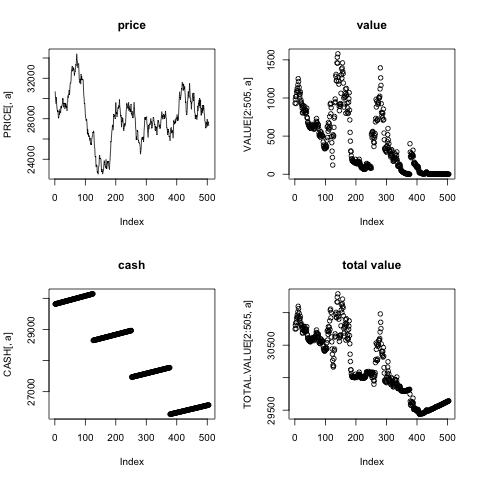 price
PRICE[, a]
24000 28000 32000
0 100 200 300 400 500
Index
value
VALUE[2:505, a]
0 500 1000 1500
0 100 200 300 400 500
Index
cash
CASH[, a]
27000 29000
0 100 200 300 400 500
Index
total value
TOTAL.VALUE[2:505, a]
29500 30500
0 100 200 300 400 500
Index